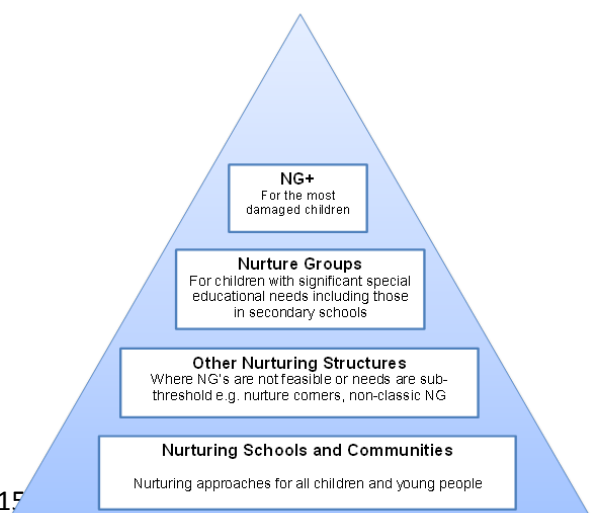 NG+
For the most
damaged children
Nurture Groups
For children with significant special
educational needs including those
in secondary schools
Other Nurturing Structures
Where NG's are not feasible or needs are sub-
threshold e.g. nurture corners, non-classic NG
Nurturing Schools and Communities
Nurturing approaches for all children and young people
15